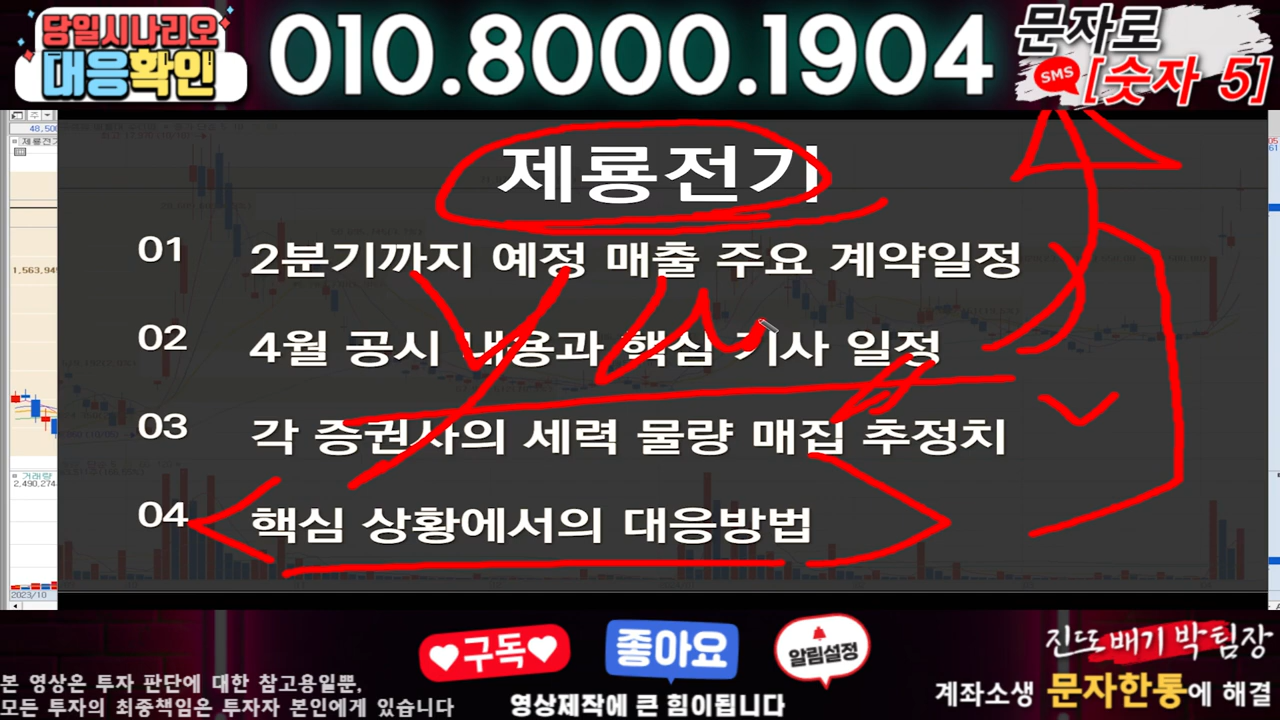 당일시나리오
대응확인
010.8000.1904
문자로
SMS
[숫자 5]
제룡전기
01 2분기까지 예정 매출 주요 계약일정
02 4월 공시 내용과 핵심 기사 일정
03 각 증권사의 세력 물량 매집 추정치
04 핵심 상황에서의 대응방법
거래량
2023/10
구독
좋아요
알림설정
영상제작에 큰 힘이됩니다
본 영상은 투자 판단에 대한 참고용일뿐,
모든 투자의 최종책임은 투자자 본인에게 있습니다
진또배기 박팀장
계좌소생 문자한통에 해결